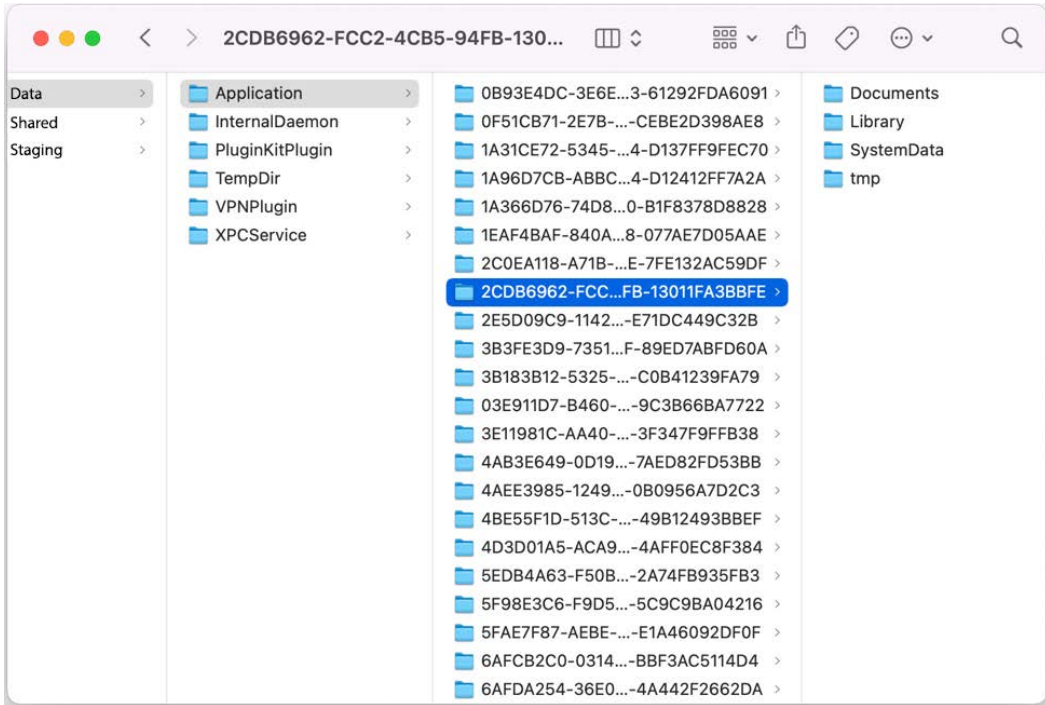 2CDB6962-FCC2-4CB5-94FB-130...
Data
Shared
Staging
Application
InternalDaemon
PluginKitPlugin
TempDir
VPNPlugin
XPCService
0B93E4DC-3E6E...3-61292FDA6091
0F51CB71-2E7B-...-CEBE2D398AE8
1A31CE72-5345-...4-D137FF9FEC70
1A96D7CB-ABBC...4-D12412FF7A2A
1A366D76-74D8...0-B1F8378D8828
1EAF4BAF-840A...8-077AE7D05AAE
2C0EA118-A71B-...E-7FE132AC59DF
2CDB6962-FCC...FB-13011FA3BBFE
2E5D09C9-1142...-E71DC449C32B
3B3FE3D9-7351...F-89ED7ABFD60A
3B183B12-5325-...-C0B41239FA79
03E911D7-B460-...-9C3B66BA7722
3E11981C-AA40-...-3F347F9FFB38
4AB3E649-0D19...-7AED82FD53BB
4AEE3985-1249...-0B0956A7D2C3
4BE55F1D-513C-...-49B12493BBEF
4D3D01A5-ACA9...-4AFF0EC8F384
5EDB4A63-F50B...-2A74FB935FB3
5F98E3C6-F9D5...-5C9C9BA04216
5FAE7F87-AEBE-...-E1A46092DF0F
6AFCB2C0-0314...-BBF3AC5114D4
6AFDA254-36E0...-4A442F2662DA
Documents
Library
SystemData
tmp